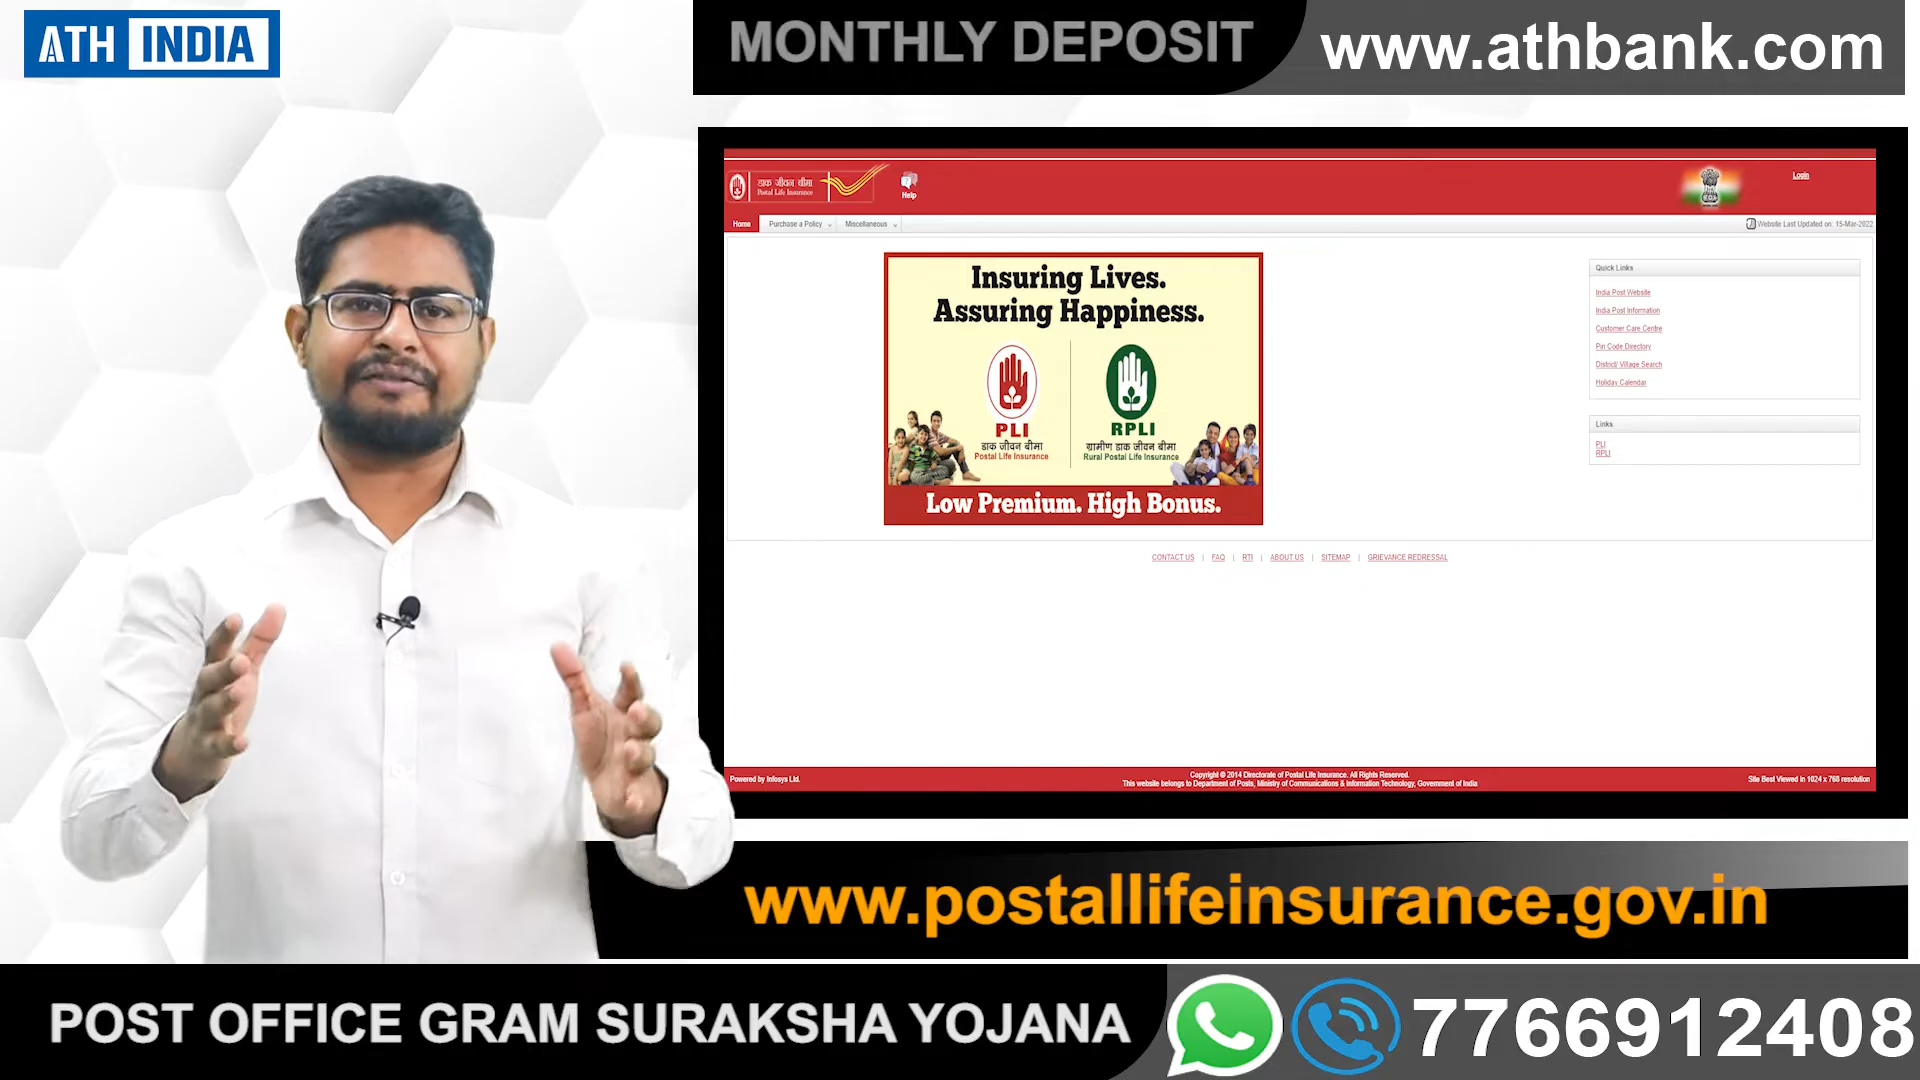 ATH INDIA
MONTHLY DEPOSIT
www.athbank.com
डाक जीवन बीमा
Postal Life Insurance
Help
Login
Home
Purchase a Policy
Miscellaneous
Website Last Updated on: 15-Mar-2022
Insuring Lives.
Assuring Happiness.
PLI
डाक जीवन बीमा
Postal Life Insurance
RPLI
ग्रामीण डाक जीवन बीमा
Rural Postal Life Insurance
Low Premium. High Bonus.
Quick Links
India Post Website
India Post Information
Customer Care Centre
Pin Code Directory
District/ Village Search
Holiday Calendar
Links
PLI
RPLI
CONTACT US | FAQ | RTI | ABOUT US | SITEMAP | GRIEVANCE REDRESSAL
Powered by Infosys Ltd.
Copyright © 2014 Directorate of Postal Life Insurance. All Rights Reserved.
This website belongs to Department of Posts, Ministry of Communications & Information Technology, Government of India
Site Best Viewed in 1024 x 768 resolution
www.postallifeinsurance.gov.in
POST OFFICE GRAM SURAKSHA YOJANA
7766912408